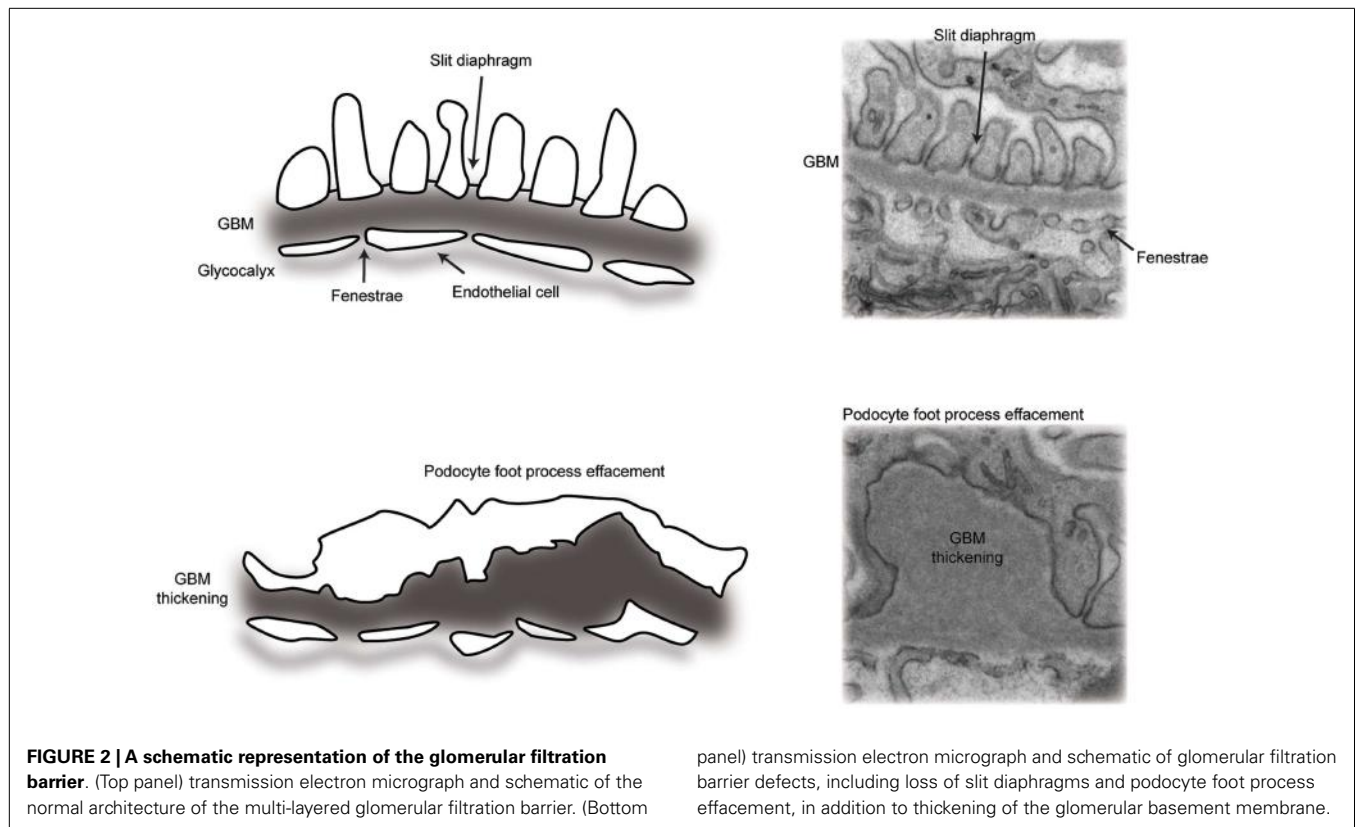 Slit diaphragm
GBM
Glycocalyx
Fenestrae
Endothelial cell
Slit diaphragm
GBM
Fenestrae
Podocyte foot process effacement
GBM
thickening
Podocyte foot process effacement
GBM
thickening
FIGURE 2 | A schematic representation of the glomerular filtration
barrier. (Top panel) transmission electron micrograph and schematic of the
normal architecture of the multi-layered glomerular filtration barrier. (Bottom
panel) transmission electron micrograph and schematic of glomerular filtration
barrier defects, including loss of slit diaphragms and podocyte foot process
effacement, in addition to thickening of the glomerular basement membrane.